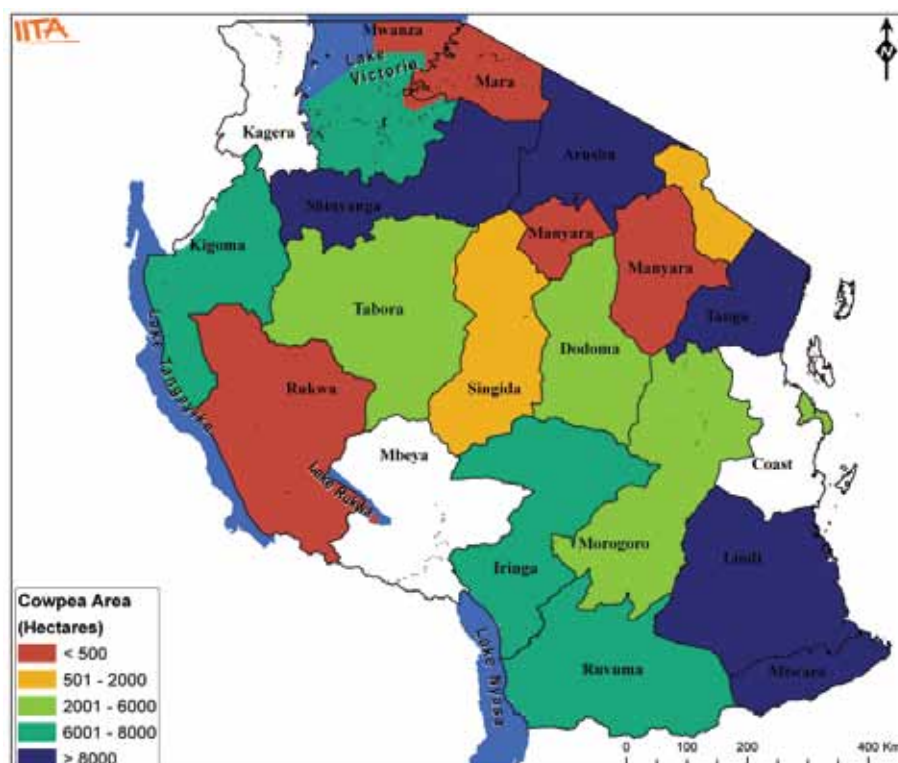 IITA
N
Mwanza
Lake
Victoria
Mara
Kagera
Arusha
Shinyanga
Manyara
Kigoma
Manyara
Tabora
Tanga
Dodoma
Lake Tanganyika
Rukwa
Singida
Mbeya
Coast
Lake Rukwa
Morogoro
Lindi
Iringa
Lake Nyasa
Ruvuma
Mtwara
Cowpea Area
(Hectares)
< 500
501 - 2000
2001 - 6000
6001 - 8000
> 8000
0 100 200 400 Km